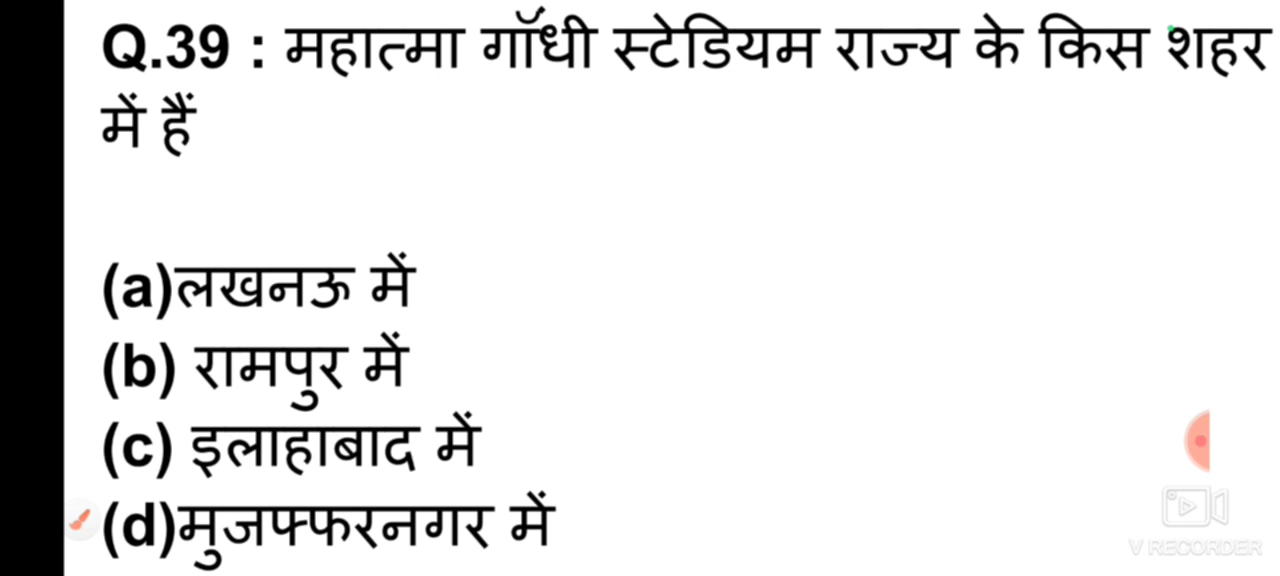 Q.39 : महात्मा गॉंधी स्टेडियम राज्य के किस शहर
में हैं
(a)लखनऊ में
(b) रामपुर में
(c) इलाहाबाद में
(d)मुजफ्फरनगर में
V RECORDER